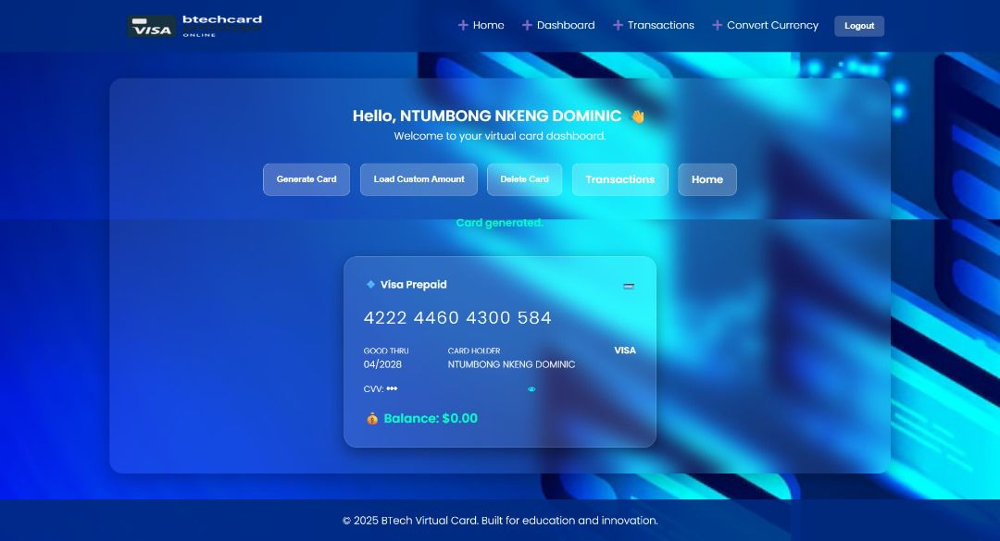 VISA
btechcard
ONLINE
Home
Dashboard
Transactions
Convert Currency
Logout
Hello, NTUMBONG NKENG DOMINIC 👋
Welcome to your virtual card dashboard.
Generate Card
Load Custom Amount
Delete Card
Transactions
Home
Card generated.
Visa Prepaid
4222 4460 4300 584
GOOD THRU
04/2028
CARD HOLDER
NTUMBONG NKENG DOMINIC
VISA
CVV: •••
Balance: $0.00
© 2025 BTech Virtual Card. Built for education and innovation.